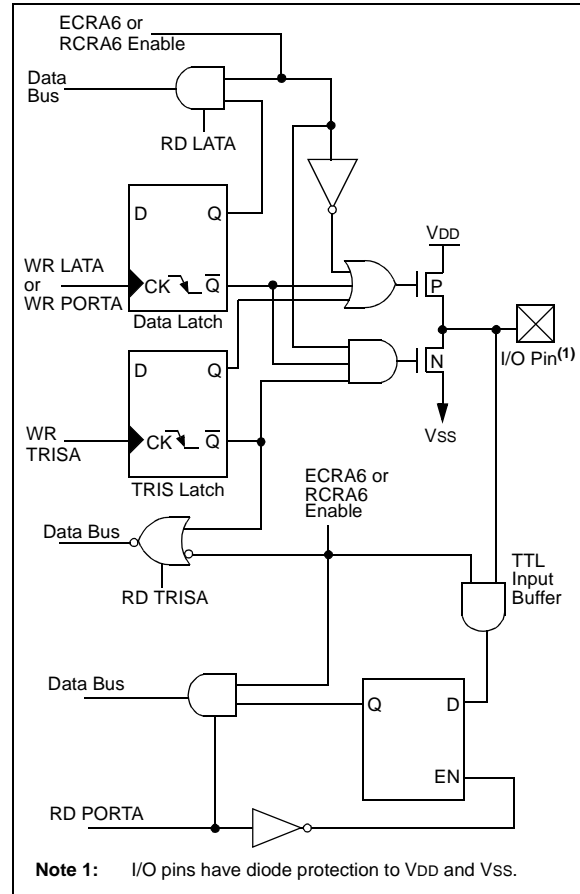 ECRA6 or
RCRA6 Enable
Data
Bus
RD LATA
D
Q
VDD
WR LATA
or
WR PORTA
CK
Q
P
Data Latch
I/O Pin(1)
D
Q
N
WR
TRISA
CK
Q
VSS
TRIS Latch
ECRA6 or
RCRA6
Enable
Data Bus
TTL
Input
Buffer
RD TRISA
Data Bus
Q
D
EN
RD PORTA
Note 1: I/O pins have diode protection to VDD and VSS.